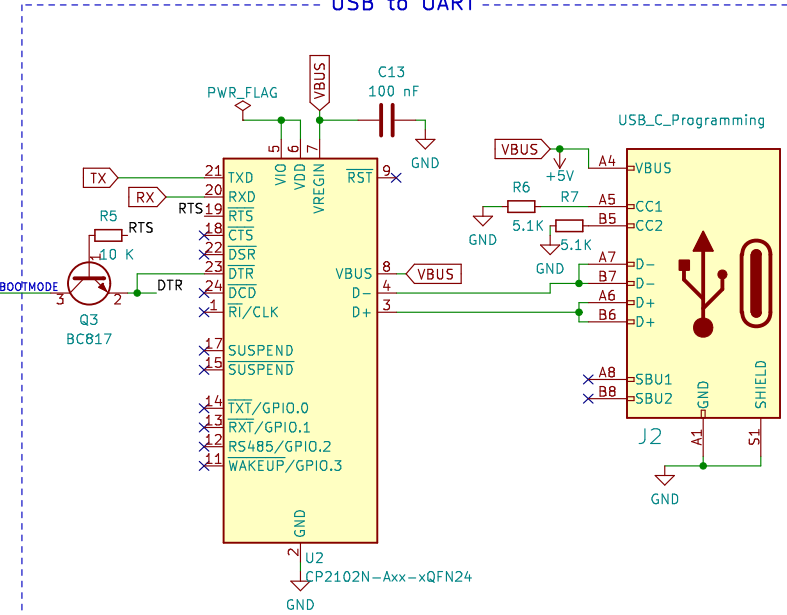 USB to UART
VBUS
C13
100 nF
PWR_FLAG
GND
5
6
7
VIO
VDD
VREGIN
TX
21
TXD
RX
20
RXD
RTS
19
RTS
18
CTS
22
DSR
23
DTR
24
DCD
1
RI/CLK
17
SUSPEND
15
SUSPEND
14
TXT/GPIO.0
13
RXT/GPIO.1
12
RS485/GPIO.2
11
WAKEUP/GPIO.3
9
RST
VBUS
8
VBUS
D-
4
D+
3
GND
2
U2
CP2102N-Axx-xQFN24
GND
R5
RTS
10 K
1
BOOTMODE
3
2
DTR
Q3
BC817
USB_C_Programming
VBUS
+5V
A4
VBUS
R6
5.1K
GND
A5
CC1
R7
5.1K
GND
B5
CC2
A7
D-
B7
D-
A6
D+
B6
D+
A8
SBU1
B8
SBU2
GND
SHIELD
J2
A1
S1
GND